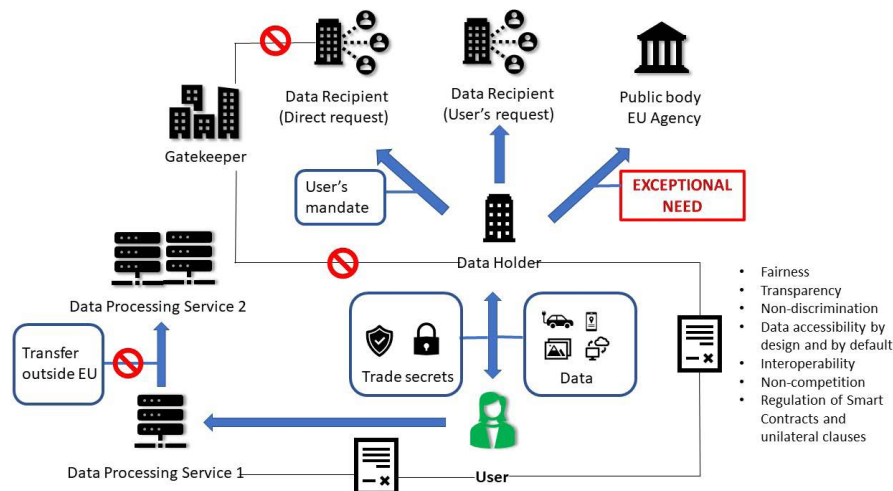 Data Recipient
(Direct request)
Data Recipient
(User's request)
Public body
EU Agency
Gatekeeper
User's
mandate
EXCEPTIONAL
NEED
Data Holder
Data Processing Service 2
Transfer
outside EU
Trade secrets
Data
• Fairness
• Transparency
• Non-discrimination
• Data accessibility by
design and by default
• Interoperability
• Non-competition
• Regulation of Smart
Contracts and
unilateral clauses
Data Processing Service 1
User